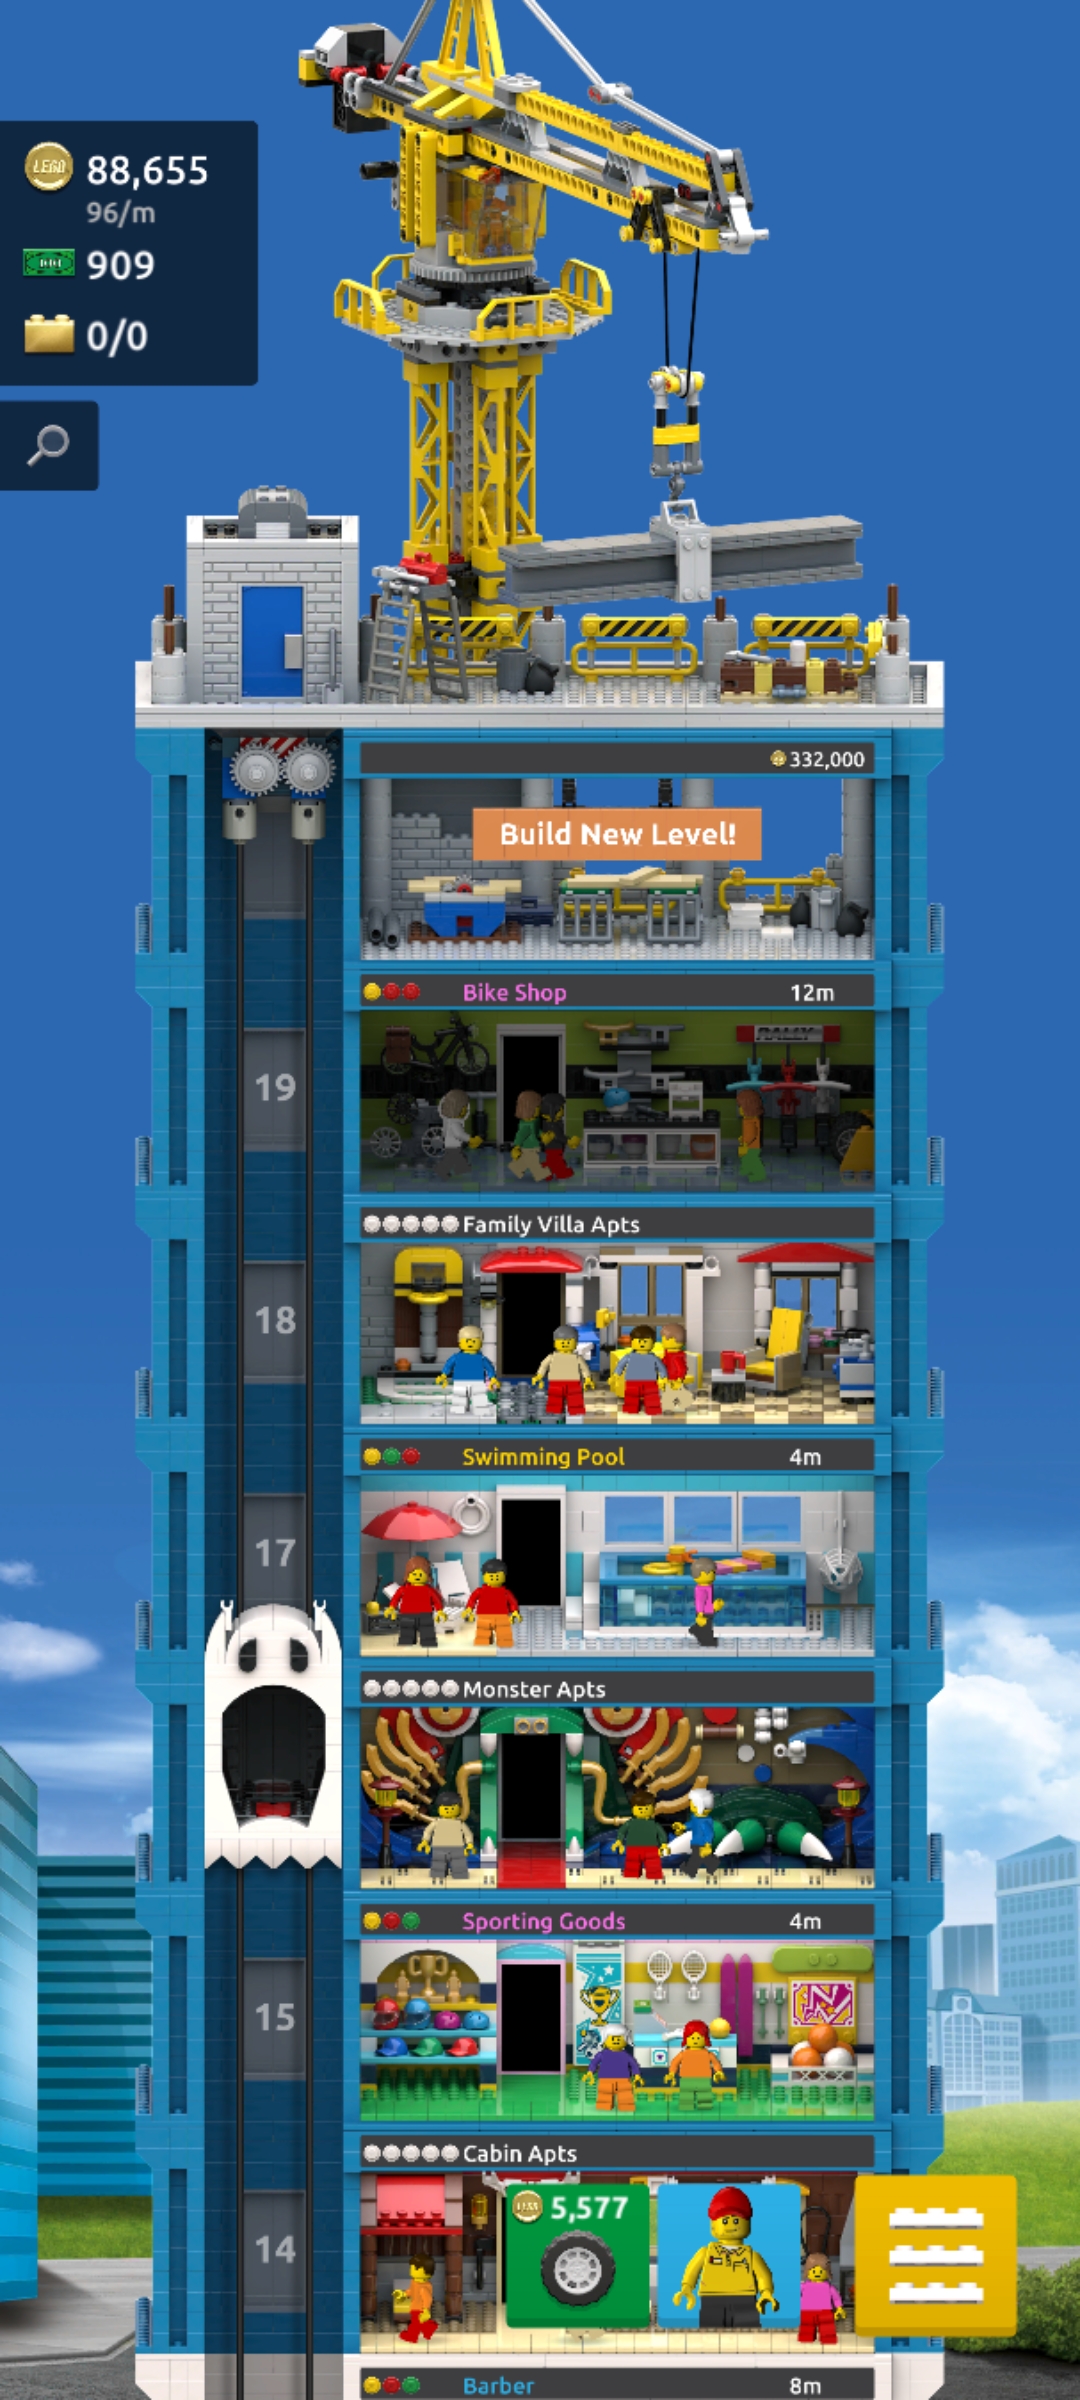 LEGO 88,655
96/m
909
0/0
332,000
Build New Level!
Bike Shop 12m
RALLY
19
Family Villa Apts
18
Swimming Pool 4m
17
Monster Apts
Sporting Goods 4m
15
Cabin Apts
5,577
14
Barber 8m